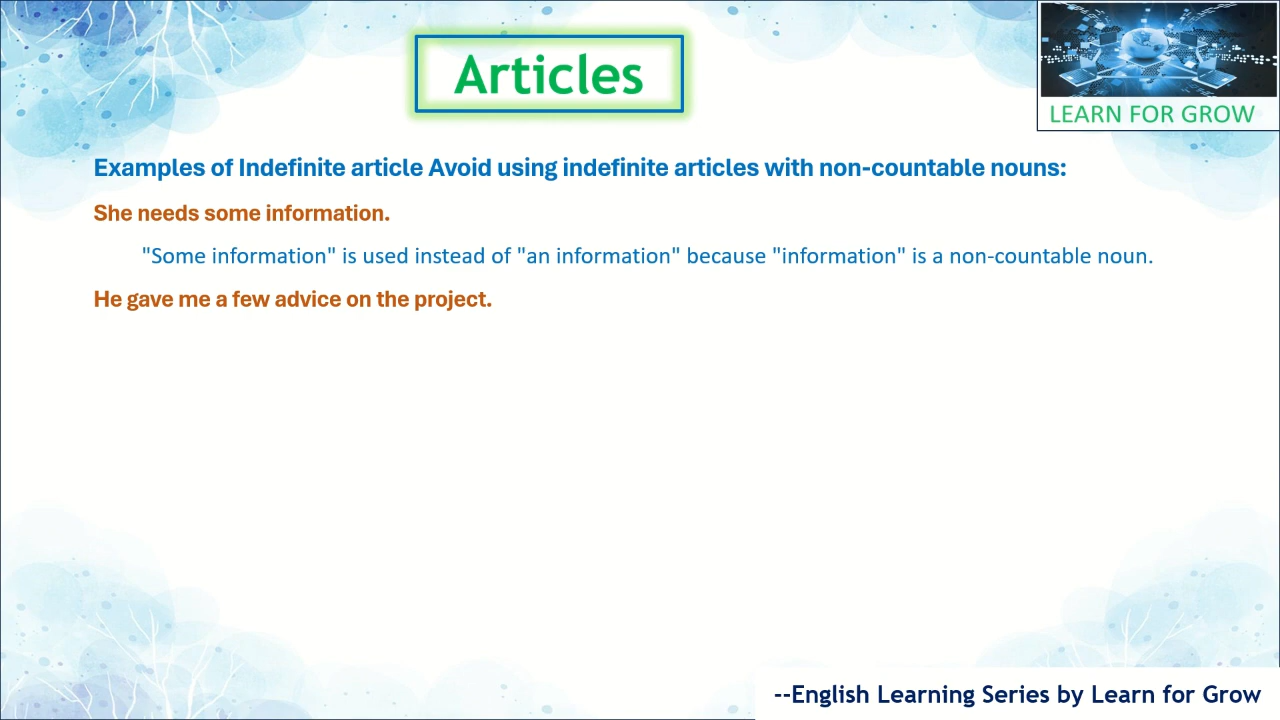 Articles
LEARN FOR GROW
Examples of Indefinite article Avoid using indefinite articles with non-countable nouns:
She needs some information.
"Some information" is used instead of "an information" because "information" is a non-countable noun.
He gave me a few advice on the project.
--English Learning Series by Learn for Grow